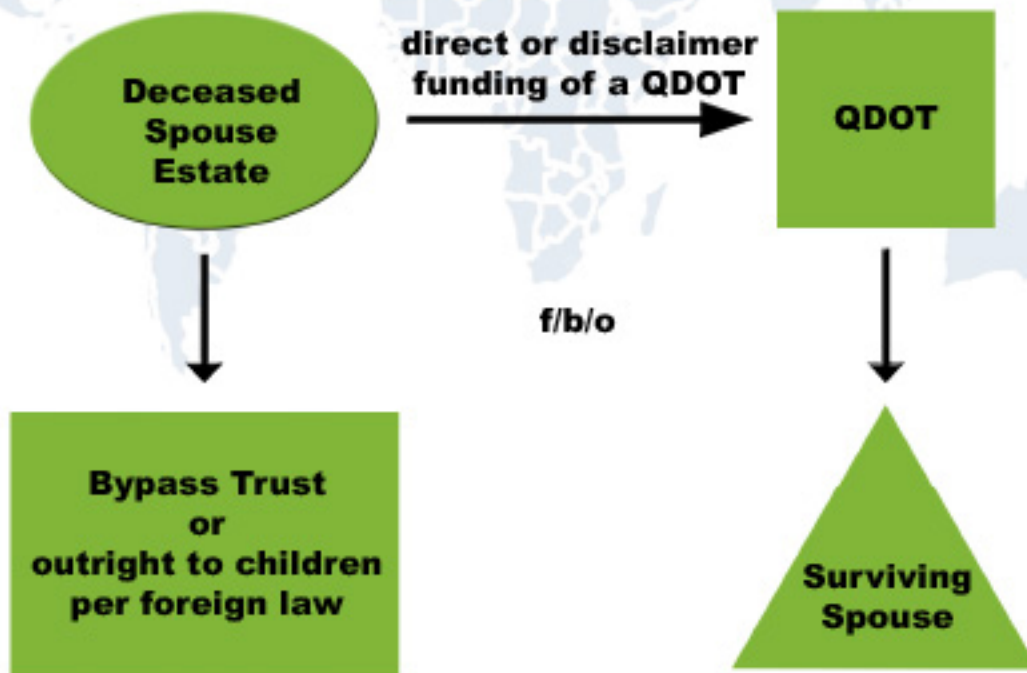 Deceased
Spouse
Estate
direct or disclaimer
funding of a QDOT
QDOT
f/b/o
Bypass Trust
or
outright to children
per foreign law
Surviving
Spouse